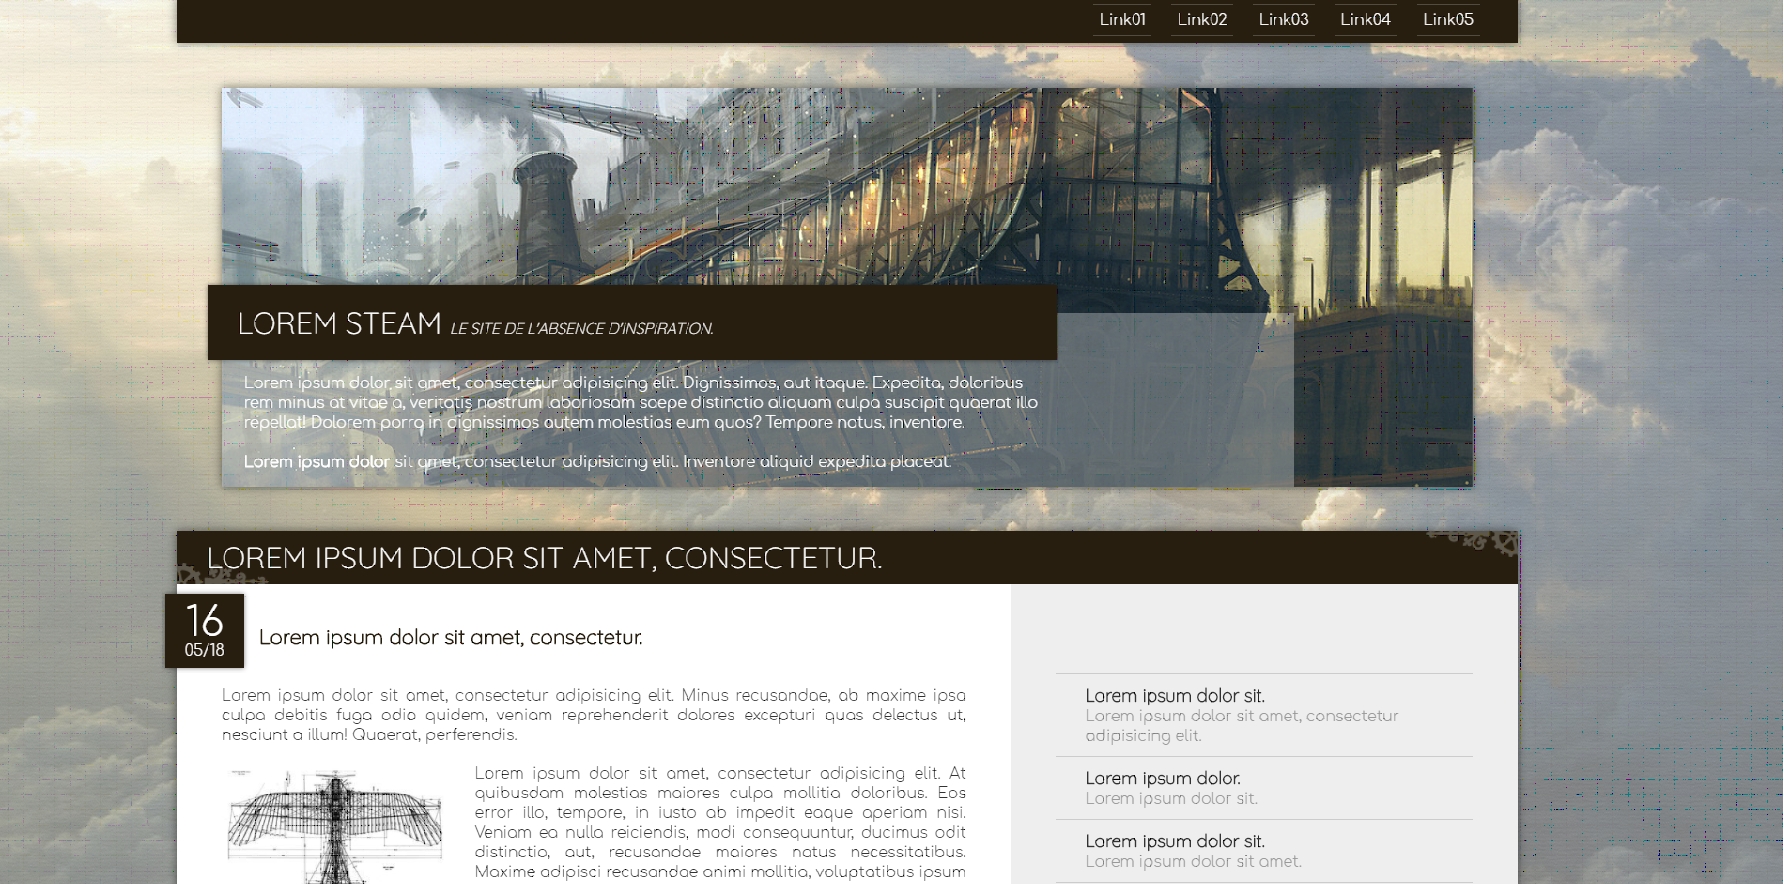 Link01 Link02 Link03 Link04 Link05
LOREM STEAM LE SITE DE L'ABSENCE D'INSPIRATION.
Lorem ipsum dolor sit amet, consectetur adipisicing elit. Dignissimos, aut itaque. Expedita, doloribus
rem minus at vitae a, veritatis nostrum laboriosam saepe distinctio aliquam culpa suscipit quaerat illo
repellat! Dolorem porro in dignissimos autem molestias eum quos? Tempore natus, inventore.
Lorem ipsum dolor sit amet, consectetur adipisicing elit. Inventore aliquid expedita placeat.
LOREM IPSUM DOLOR SIT AMET, CONSECTETUR.
16
05/18
Lorem ipsum dolor sit amet, consectetur.
Lorem ipsum dolor sit amet, consectetur adipisicing elit. Minus recusandae, ab maxime ipsa
culpa debitis fuga odio quidem, veniam reprehenderit dolores excepturi quas delectus ut,
nesciunt a illum! Quaerat, perferendis.
Lorem ipsum dolor sit amet, consectetur adipisicing elit. At
quibusdam molestias maiores culpa mollitia doloribus. Eos
error illo, tempore, in iusto ab impedit eaque aperiam nisi.
Veniam ea nulla reiciendis, modi consequuntur, ducimus odit
distinctio, aut, recusandae maiores natus necessitatibus.
Maxime adipisci recusandae animi mollitia, voluptatibus ipsum
Lorem ipsum dolor sit.
Lorem ipsum dolor sit amet, consectetur
adipisicing elit.
Lorem ipsum dolor.
Lorem ipsum dolor sit.
Lorem ipsum dolor sit.
Lorem ipsum dolor sit amet.